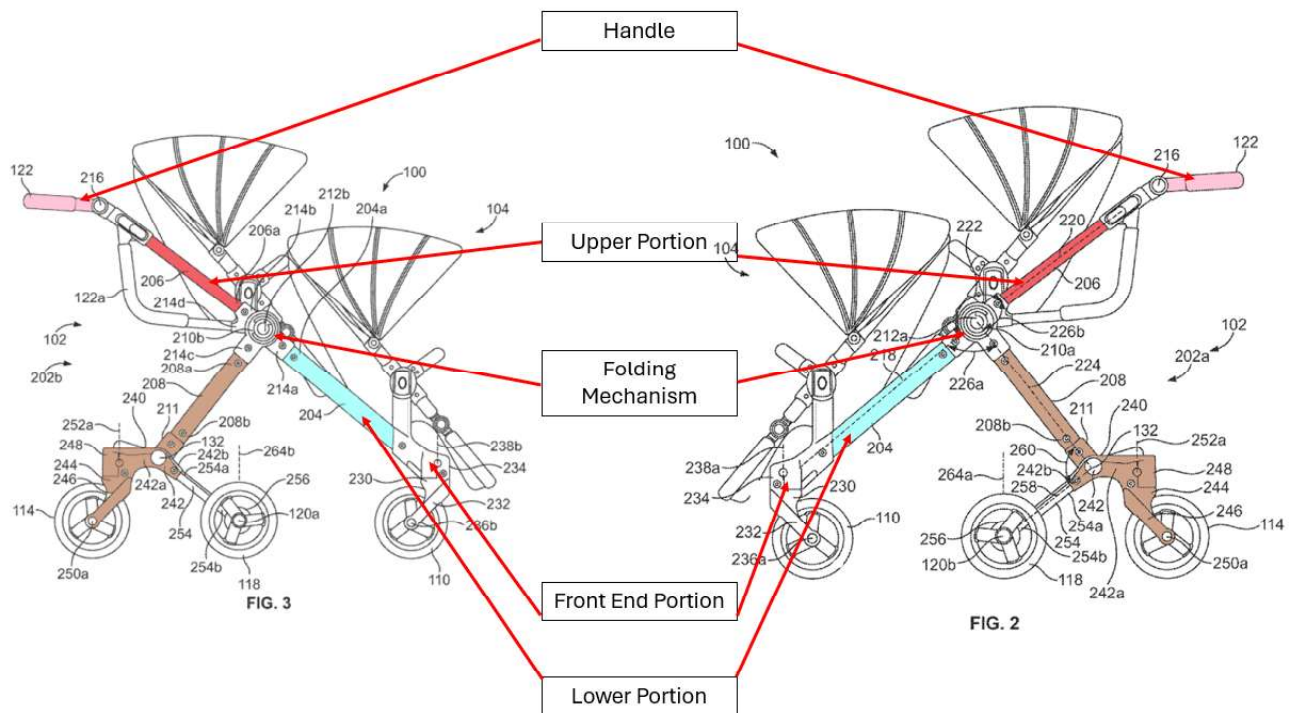 Handle
Upper Portion
Folding
Mechanism
Front End Portion
Lower Portion
122
216
206a
214b
212b
204a
100
104
206
122a
214d
210b
102
214c
208a
202b
208
214a
204
240
211
252a
208b
132
264b
238b
248
242b
234
244
254a
230
246
242a
256
232
114
242
120a
254
236b
250a
254b
118
110
FIG. 3
100
122
216
222
220
104
206
212a
226b
102
218
210a
226a
224
202a
208
204
211
240
208b
132
252a
238a
260
264a
242b
248
234
230
258
242
244
232
110
254a
246
256
254
114
236a
120b
254b
250a
118
242a
FIG. 2